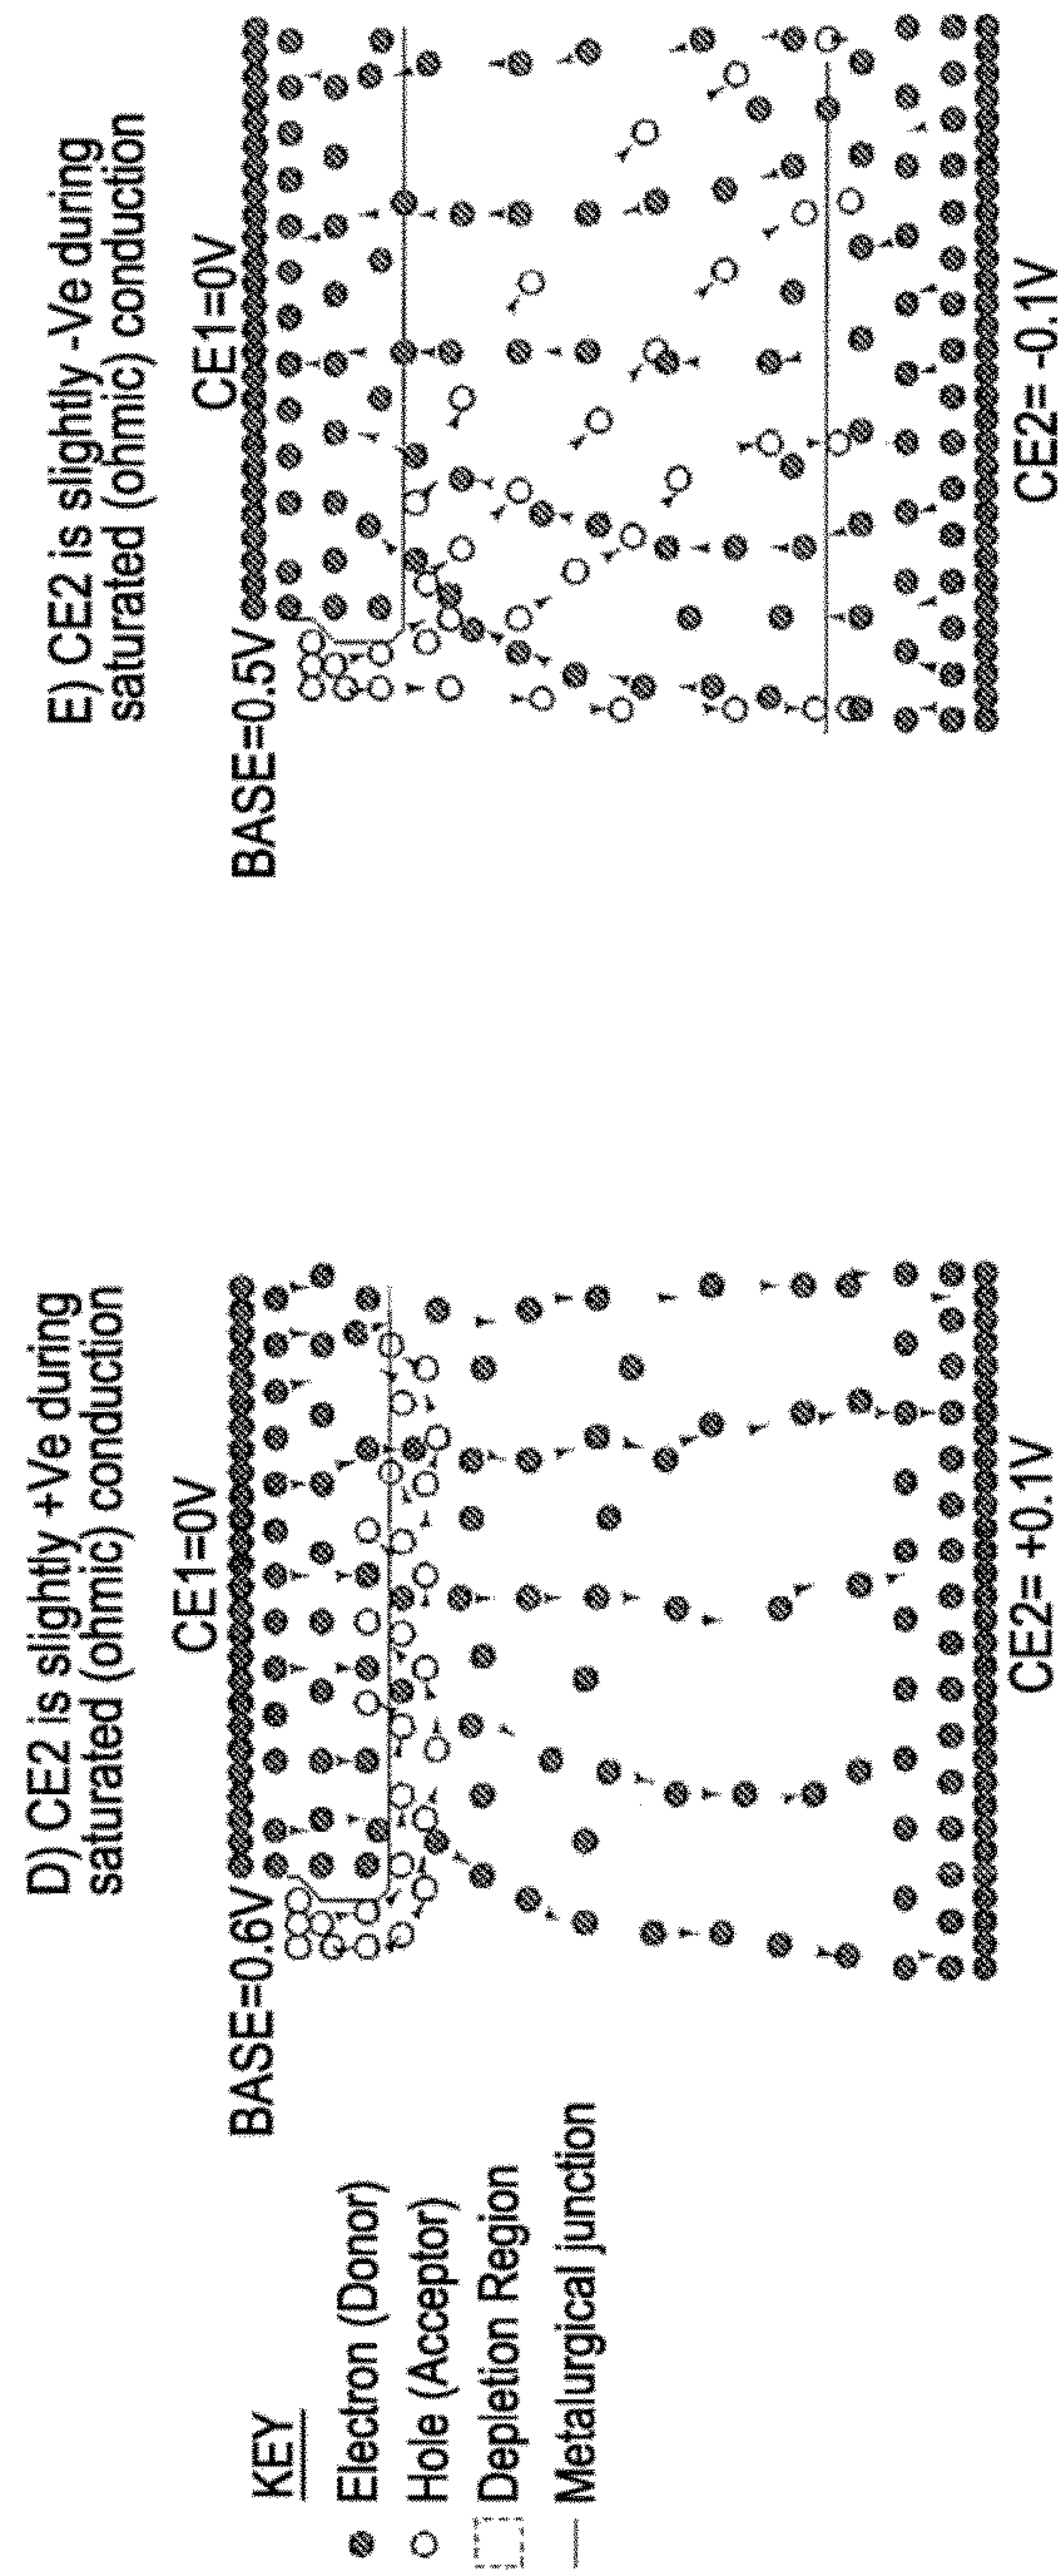 D) CE2 is slightly +Ve during
saturated (ohmic) conduction
CE1=0V
BASE=0.6V
CE2= +0.1V
KEY
Electron (Donor)
Hole (Acceptor)
Depletion Region
Metalurgical junction
E) CE2 is slightly -Ve during
saturated (ohmic) conduction
CE1=0V
BASE=0.5V
CE2= -0.1V